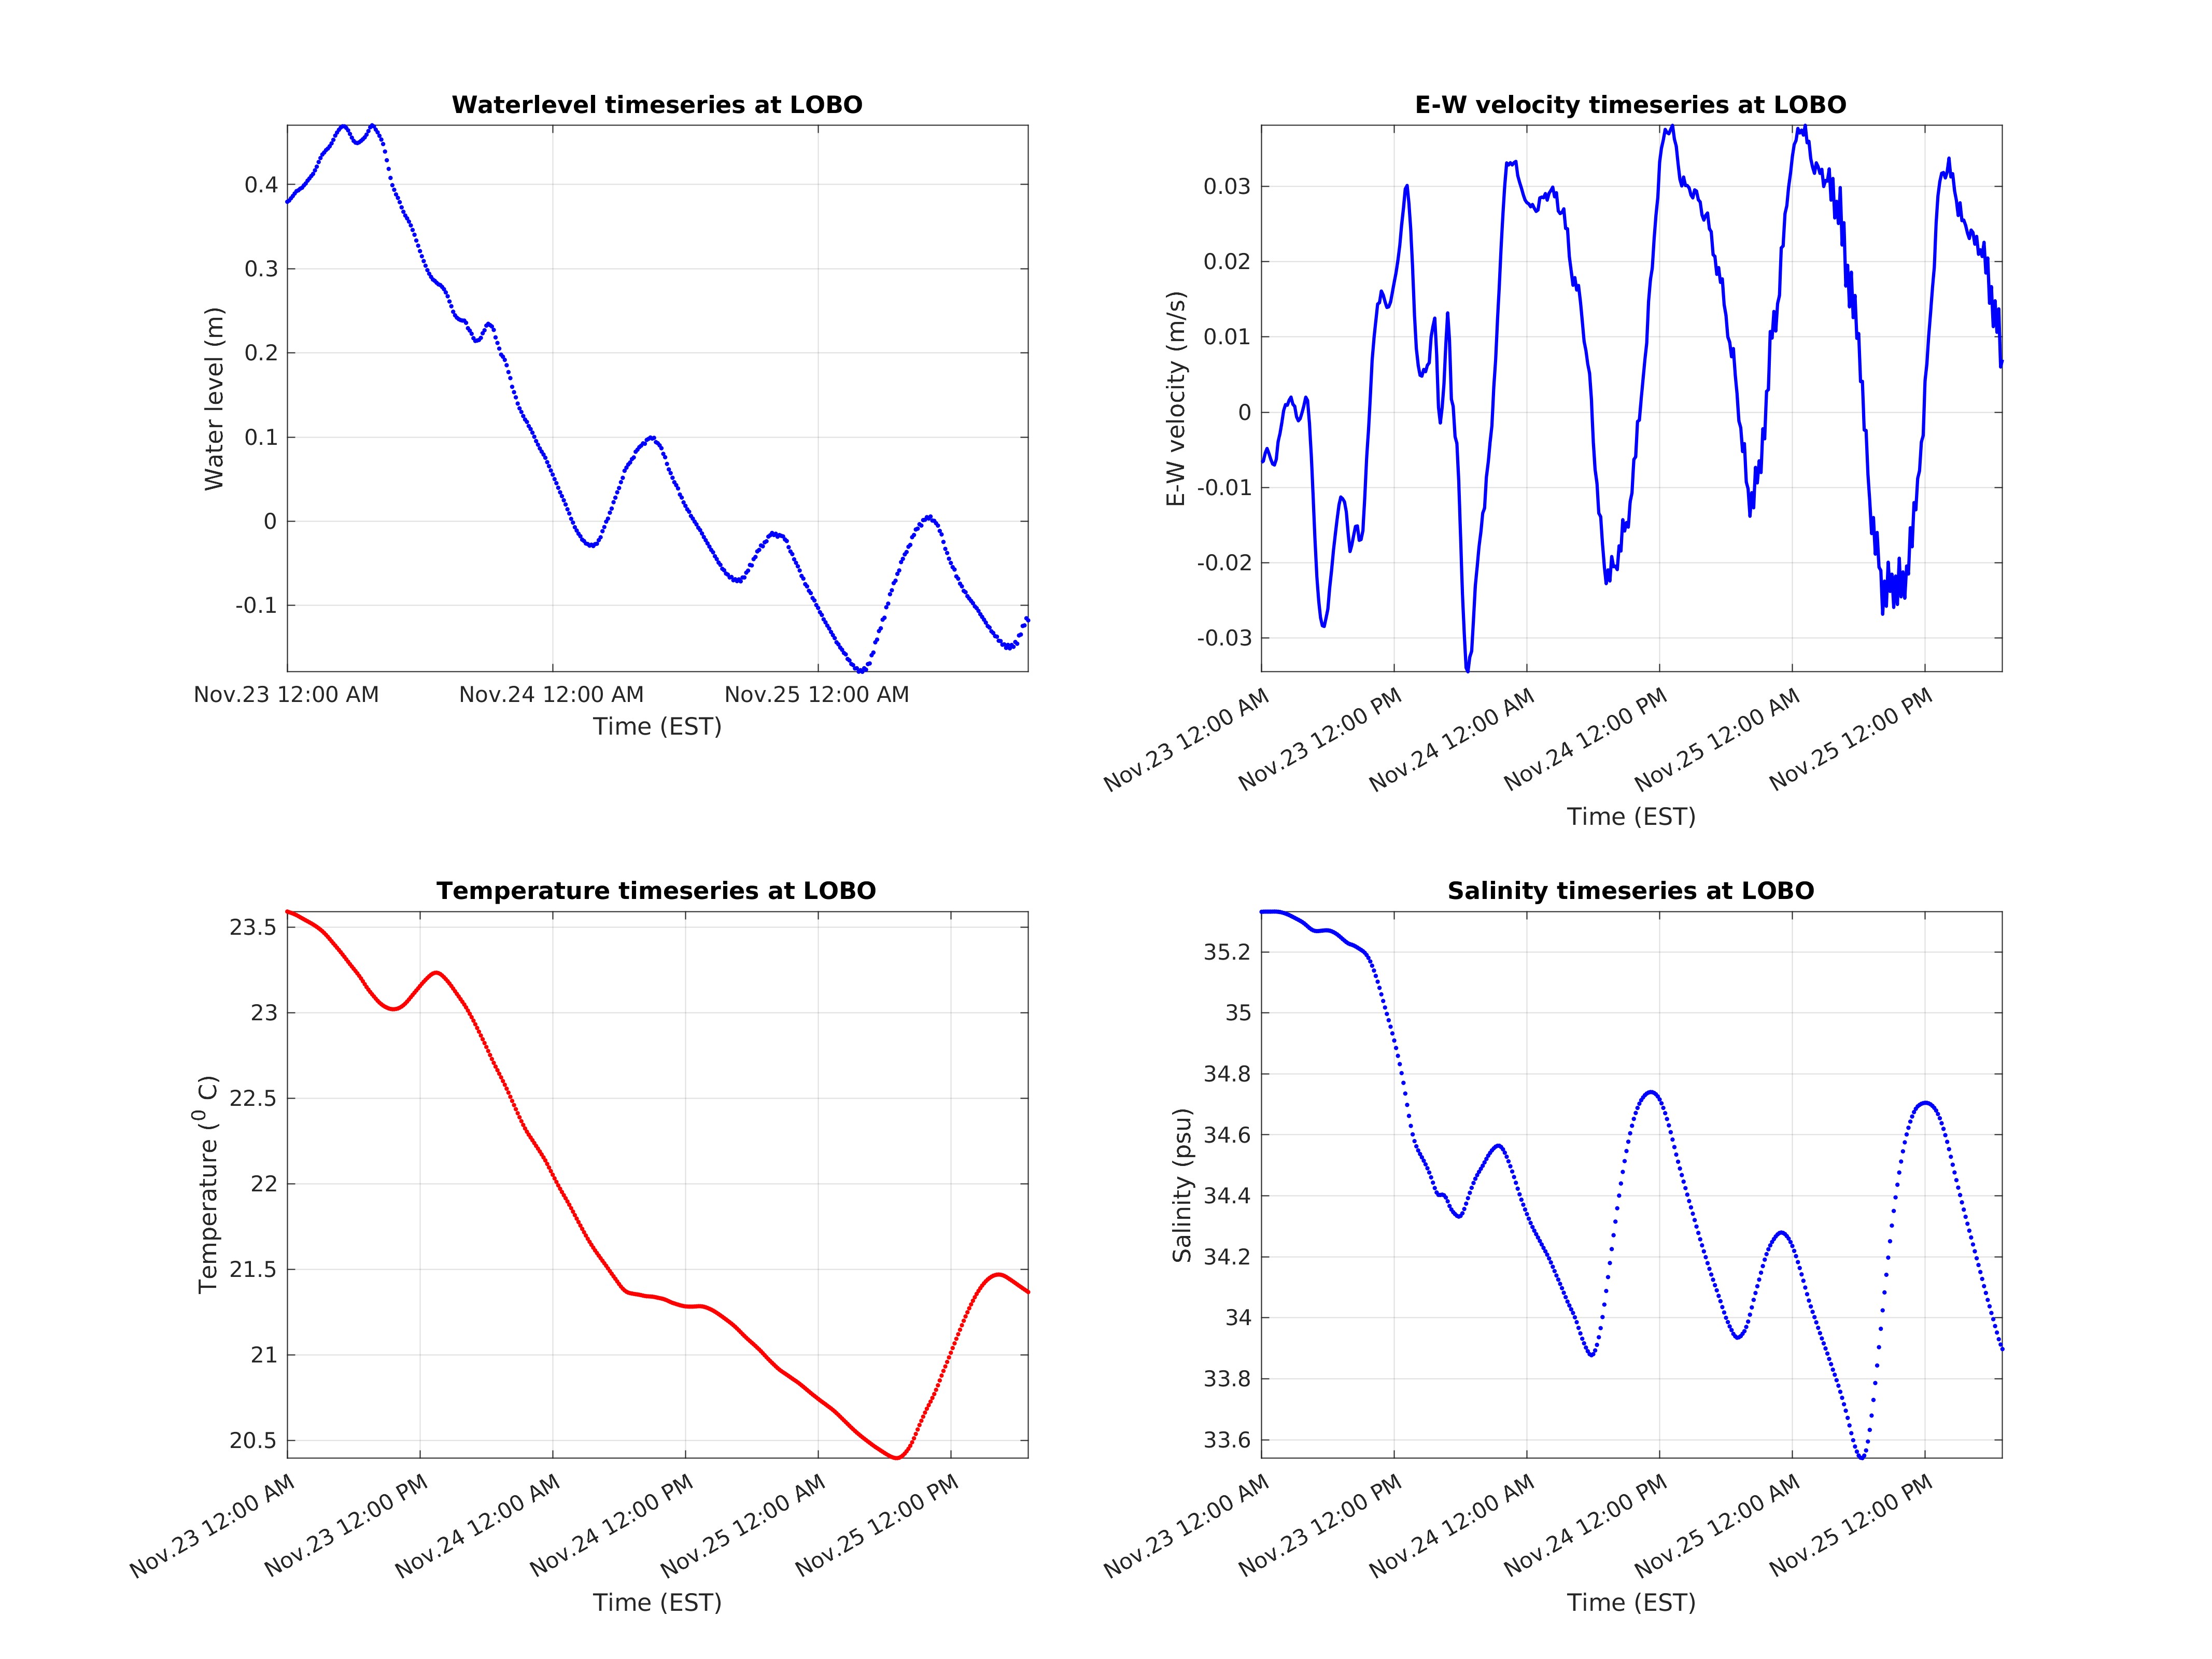 Waterlevel timeseries at LOBO
Water level (m)
0.4
0.3
0.2
0.1
0
-0.1
Nov.23 12:00 AM
Nov.24 12:00 AM
Nov.25 12:00 AM
Time (EST)
E-W velocity timeseries at LOBO
E-W velocity (m/s)
0.03
0.02
0.01
0
-0.01
-0.02
-0.03
Nov.23 12:00 AM
Nov.23 12:00 PM
Nov.24 12:00 AM
Nov.24 12:00 PM
Nov.25 12:00 AM
Nov.25 12:00 PM
Time (EST)
Temperature timeseries at LOBO
Temperature (⁰ C)
23.5
23
22.5
22
21.5
21
20.5
Nov.23 12:00 AM
Nov.23 12:00 PM
Nov.24 12:00 AM
Nov.24 12:00 PM
Nov.25 12:00 AM
Nov.25 12:00 PM
Time (EST)
Salinity timeseries at LOBO
Salinity (psu)
35.2
35
34.8
34.6
34.4
34.2
34
33.8
33.6
Nov.23 12:00 AM
Nov.23 12:00 PM
Nov.24 12:00 AM
Nov.24 12:00 PM
Nov.25 12:00 AM
Nov.25 12:00 PM
Time (EST)